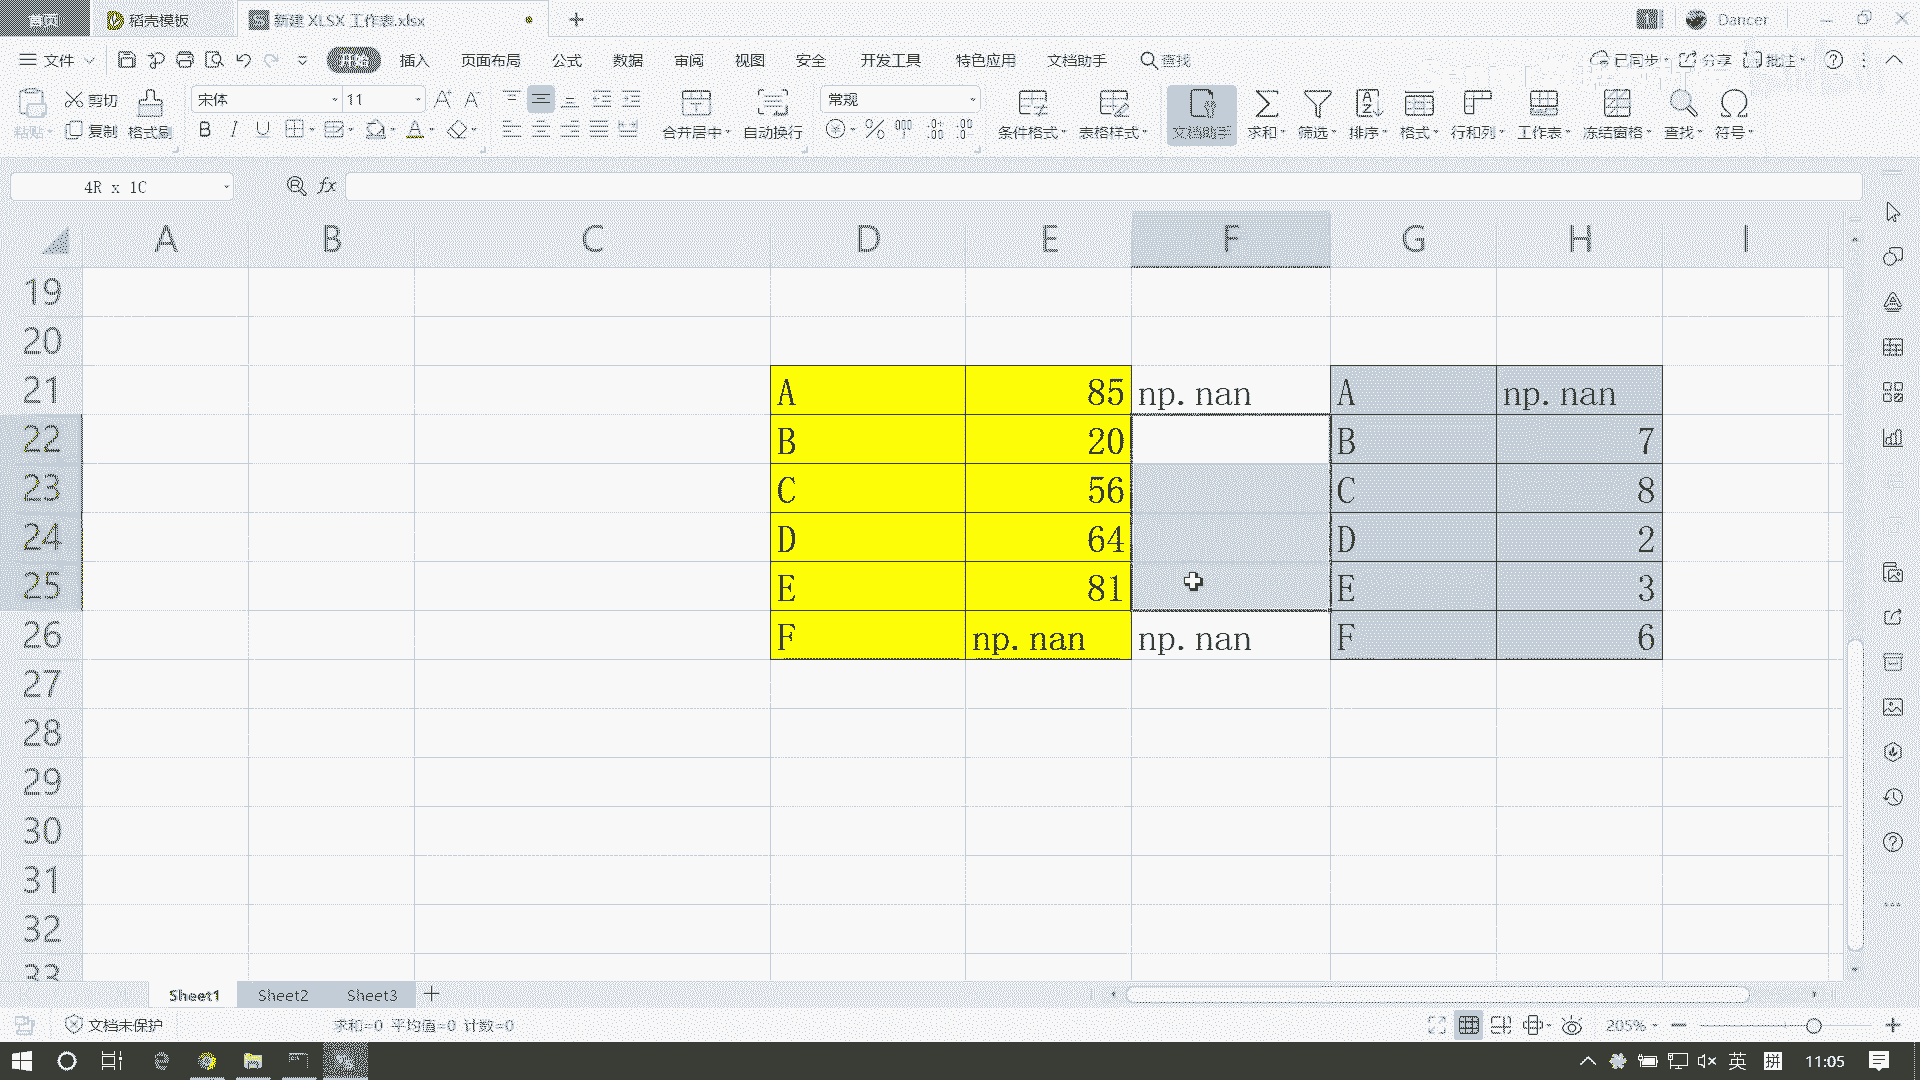 首页 稻壳模板 S 新建 XLSX 工作表.xlsx + 1 Dancer
文件 开始 插入 页面布局 公式 数据 审阅 视图 安全 开发工具 特色应用 文档助手 查找 已同步 分享 批注
粘贴 剪切 复制 格式刷 宋体 11 A A 合并居中 自动换行 常规 条件格式 表格样式 文档助手 求和 筛选 排序 格式 行和列 工作表 冻结窗格 查找 符号
B I U A %
4R x 1C fx
A B C D E F G H I
19
20
21 A 85 np.nan A np.nan
22 B 20 B 7
23 C 56 C 8
24 D 64 D 2
25 E 81 E 3
26 F np.nan np.nan F 6
27
28
29
30
31
32
33
Sheet1 Sheet2 Sheet3 +
文档未保护 求和=0 平均值=0 计数=0 205%
英 拼 11:05